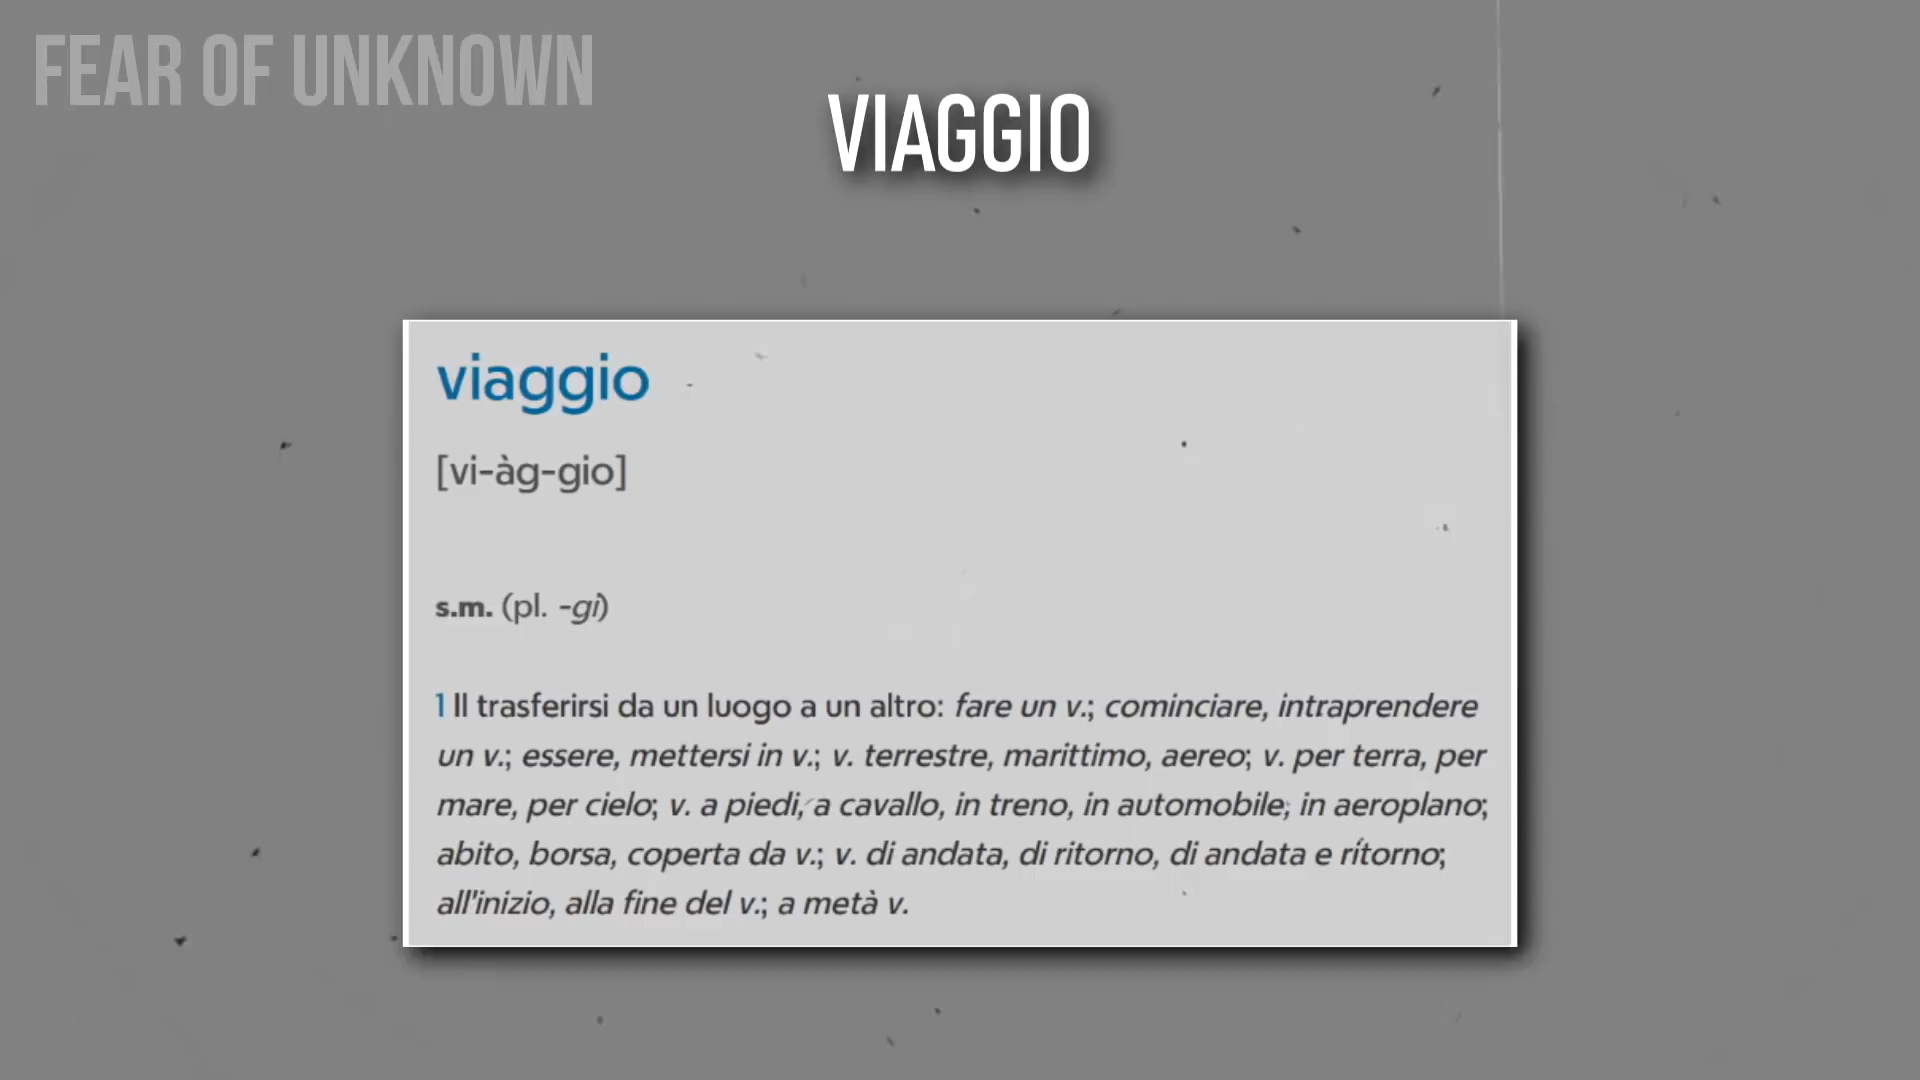 FEAR OF UNKNOWN
VIAGGIO
viaggio
[vi-àg-gio]
s.m. (pl. -gi)
1 Il trasferirsi da un luogo a un altro: fare un v.; cominciare, intraprendere
un v.; essere, mettersi in v.; v. terrestre, marittimo, aereo; v. per terra, per
mare, per cielo; v. a piedi, a cavallo, in treno, in automobile, in aeroplano;
abito, borsa, coperta da v.; v. di andata, di ritorno, di andata e ritorno;
all'inizio, alla fine del v.; a metà v.